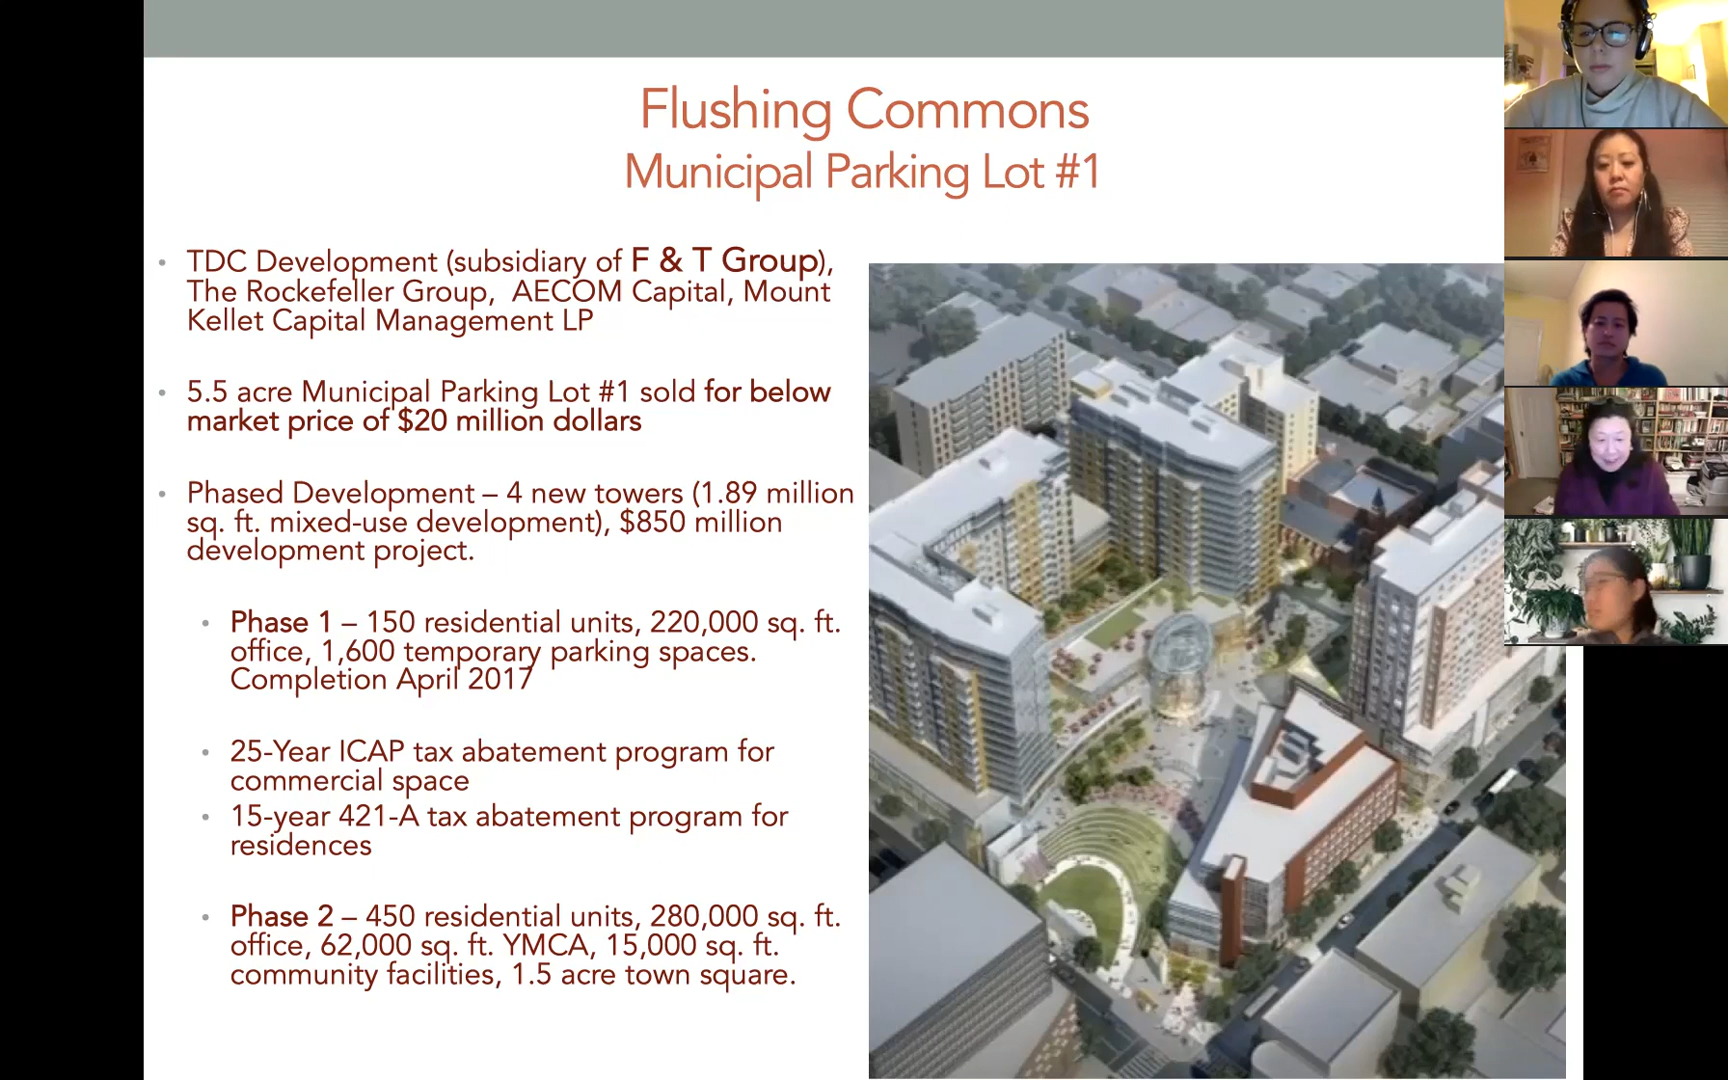 Flushing Commons
Municipal Parking Lot #1
TDC Development (subsidiary of F & T Group),
The Rockefeller Group, AECOM Capital, Mount
Kellet Capital Management LP
5.5 acre Municipal Parking Lot #1 sold for below
market price of $20 million dollars
Phased Development – 4 new towers (1.89 million
sq. ft. mixed-use development), $850 million
development project.
Phase 1 – 150 residential units, 220,000 sq. ft.
office, 1,600 temporary parking spaces.
Completion April 2017
25-Year ICAP tax abatement program for
commercial space
15-year 421-A tax abatement program for
residences
Phase 2 – 450 residential units, 280,000 sq. ft.
office, 62,000 sq. ft. YMCA, 15,000 sq. ft.
community facilities, 1.5 acre town square.